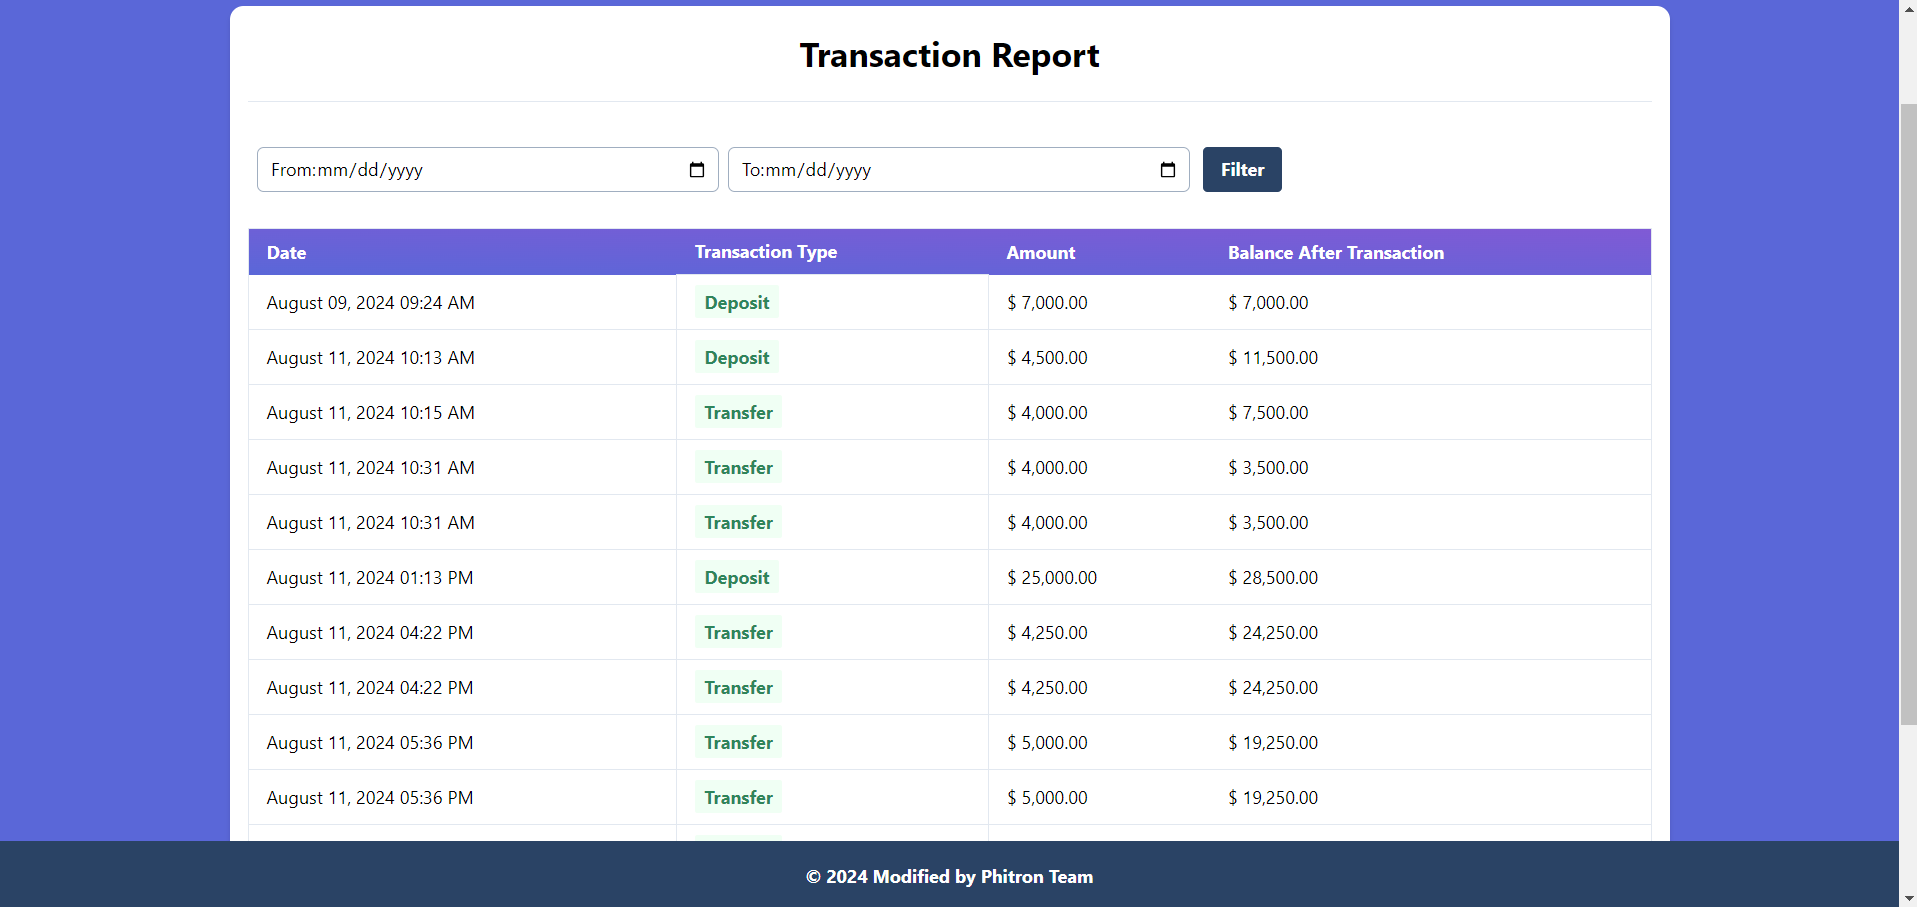 Transaction Report
From:mm/dd/yyyy To:mm/dd/yyyy Filter
Date Transaction Type Amount Balance After Transaction
August 09, 2024 09:24 AM Deposit $ 7,000.00 $ 7,000.00
August 11, 2024 10:13 AM Deposit $ 4,500.00 $ 11,500.00
August 11, 2024 10:15 AM Transfer $ 4,000.00 $ 7,500.00
August 11, 2024 10:31 AM Transfer $ 4,000.00 $ 3,500.00
August 11, 2024 10:31 AM Transfer $ 4,000.00 $ 3,500.00
August 11, 2024 01:13 PM Deposit $ 25,000.00 $ 28,500.00
August 11, 2024 04:22 PM Transfer $ 4,250.00 $ 24,250.00
August 11, 2024 04:22 PM Transfer $ 4,250.00 $ 24,250.00
August 11, 2024 05:36 PM Transfer $ 5,000.00 $ 19,250.00
August 11, 2024 05:36 PM Transfer $ 5,000.00 $ 19,250.00
© 2024 Modified by Phitron Team